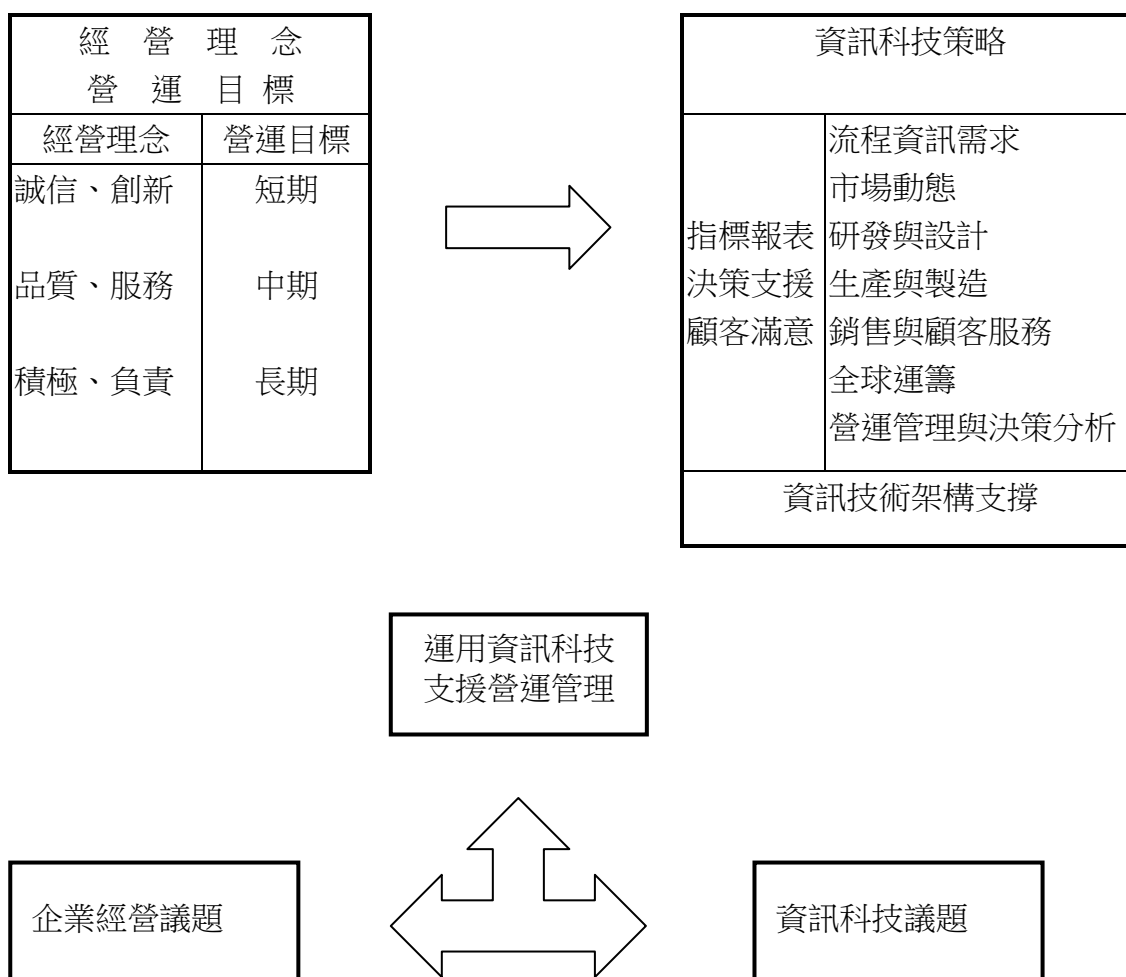 經 營 理 念
營 運 目 標
經營理念 營運目標
誠信、創新 短期
品質、服務 中期
積極、負責 長期
資訊科技策略
指標報表
決策支援
顧客滿意
流程資訊需求
市場動態
研發與設計
生產與製造
銷售與顧客服務
全球運籌
營運管理與決策分析
資訊技術架構支撐
運用資訊科技
支援營運管理
企業經營議題
資訊科技議題